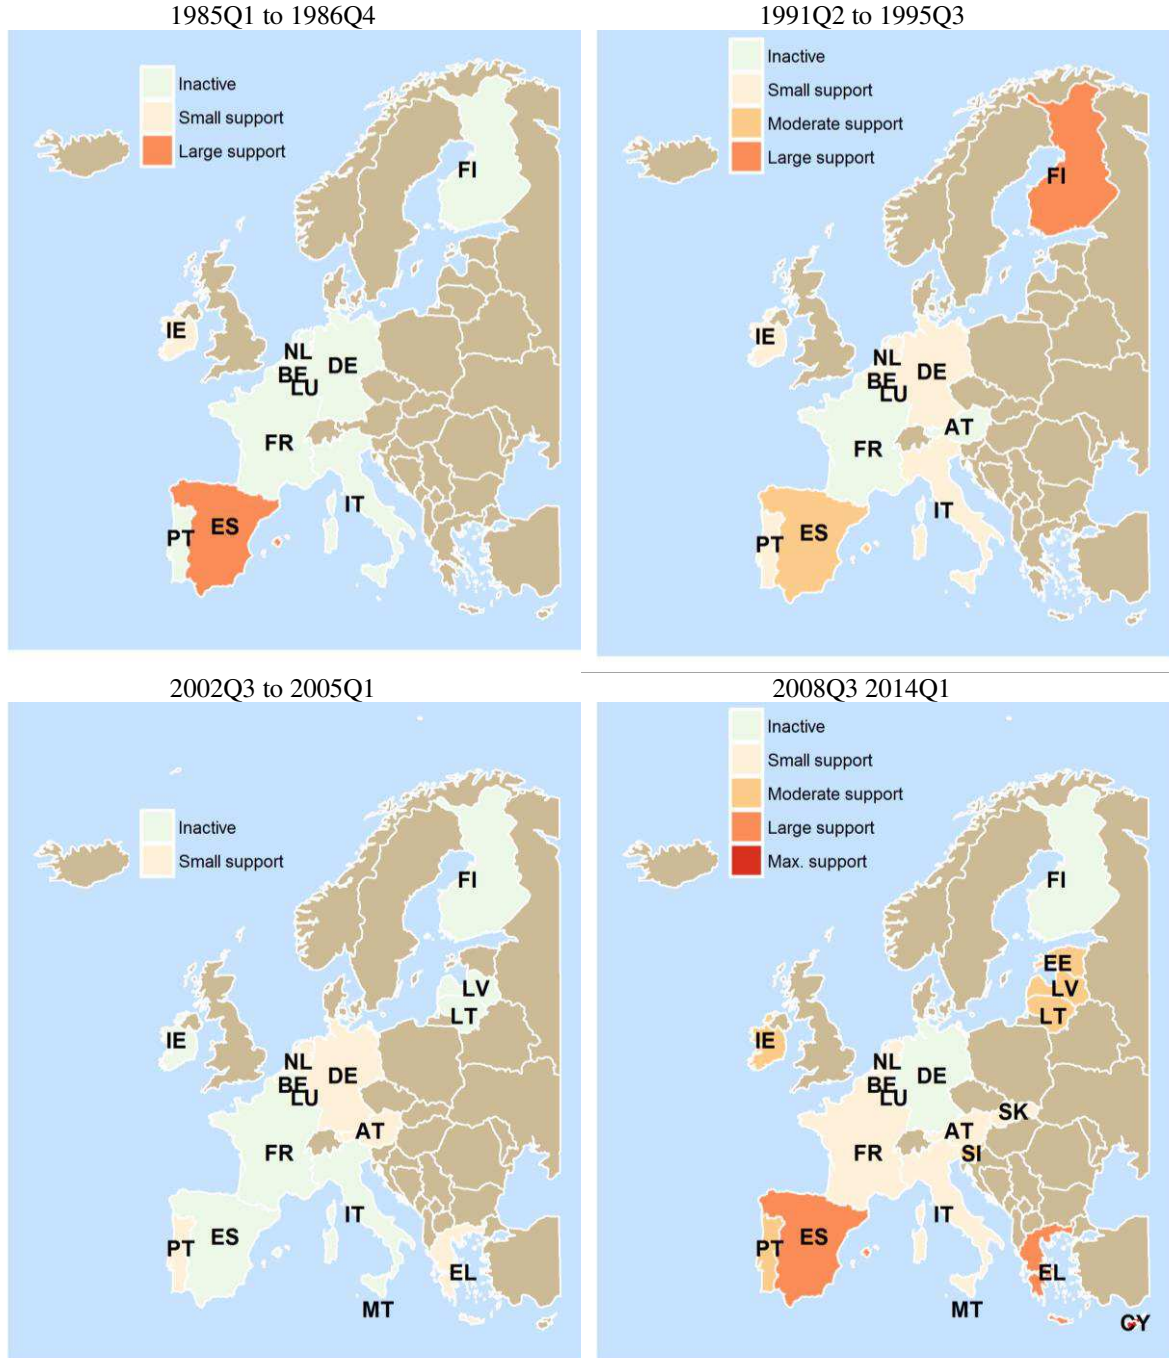 1985Q1 to 1986Q4
Inactive
Small support
Large support
FI
IE
NL
BE
LU
DE
FR
IT
PT
ES
1991Q2 to 1995Q3
Inactive
Small support
Moderate support
Large support
FI
IE
NL
BE
LU
DE
AT
FR
IT
PT
ES
2002Q3 to 2005Q1
Inactive
Small support
FI
LV
LT
IE
NL
BE
LU
DE
AT
FR
IT
PT
ES
EL
MT
2008Q3 2014Q1
Inactive
Small support
Moderate support
Large support
Max. support
FI
EE
LV
LT
IE
NL
BE
LU
DE
SK
AT
SI
FR
IT
PT
ES
EL
MT
CY